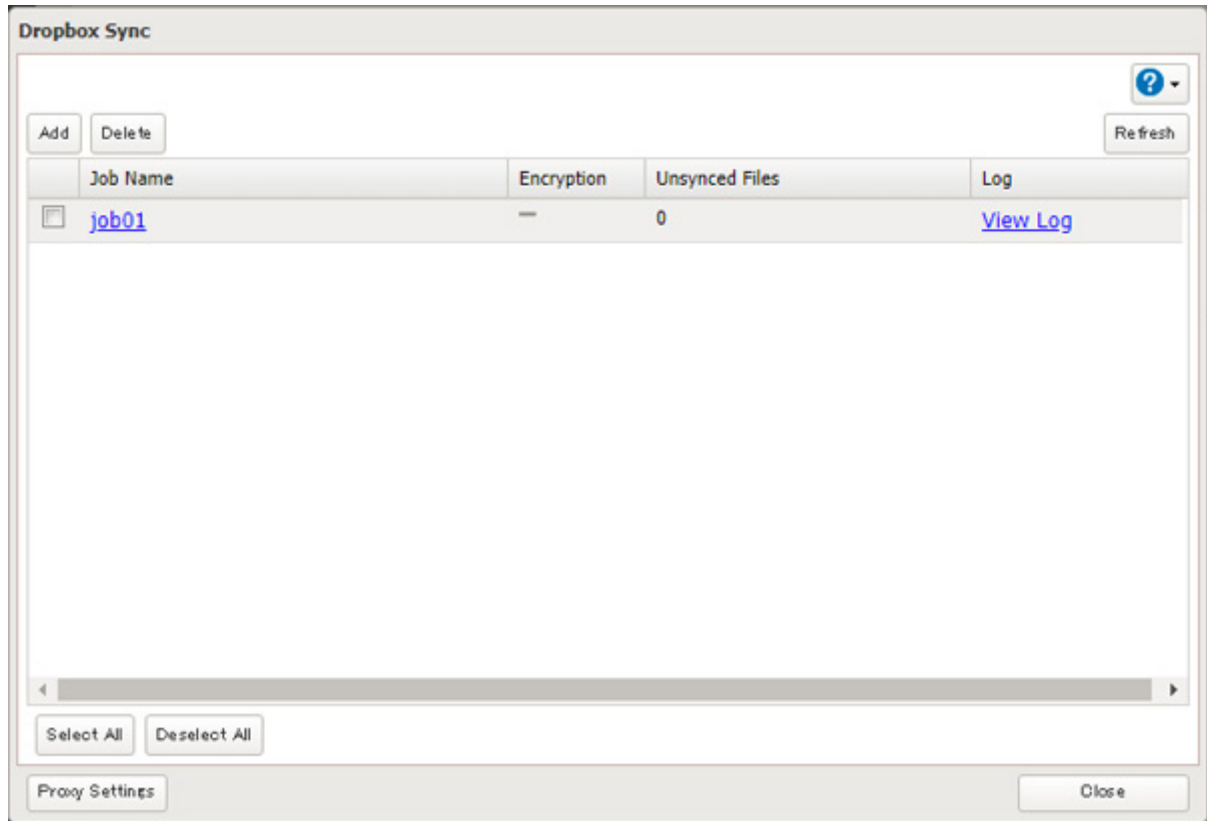 Dropbox Sync
?
Add Delete Refresh
Job Name Encryption Unsynced Files Log
job01 — 0 View Log
Select All Deselect All
Proxy Settings Close